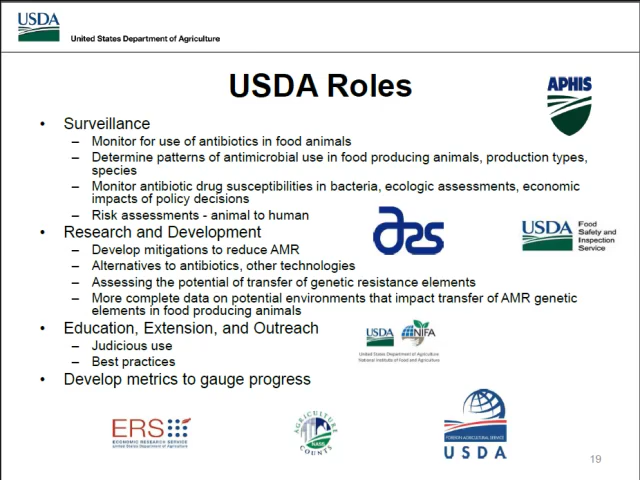 USDA
United States Department of Agriculture
USDA Roles
APHIS
• Surveillance
– Monitor for use of antibiotics in food animals
– Determine patterns of antimicrobial use in food producing animals, production types,
species
– Monitor antibiotic drug susceptibilities in bacteria, ecologic assessments, economic
impacts of policy decisions
– Risk assessments - animal to human
ars
USDA
Food
Safety and
Inspection
Service
• Research and Development
– Develop mitigations to reduce AMR
– Alternatives to antibiotics, other technologies
– Assessing the potential of transfer of genetic resistance elements
– More complete data on potential environments that impact transfer of AMR genetic
elements in food producing animals
• Education, Extension, and Outreach
– Judicious use
– Best practices
USDA NIFA
United States Department of Agriculture
National Institute of Food and Agriculture
• Develop metrics to gauge progress
ERS
ECONOMIC RESEARCH SERVICE
United States Department of Agriculture
AGRICULTURE
NASS
COUNTS
FOREIGN AGRICULTURAL SERVICE
USDA
19